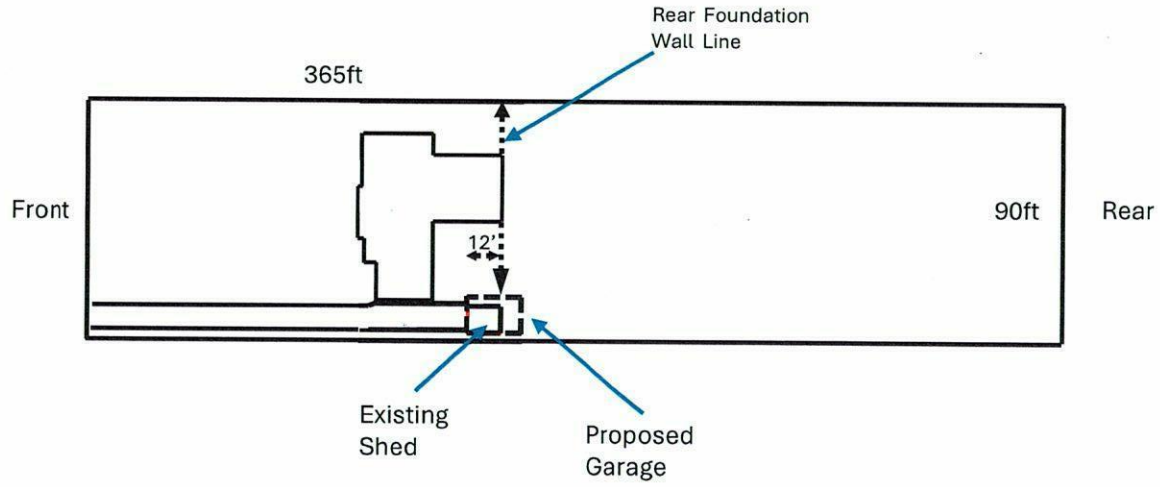 Rear Foundation
Wall Line
365ft
Front
90ft
Rear
12'
Existing
Shed
Proposed
Garage